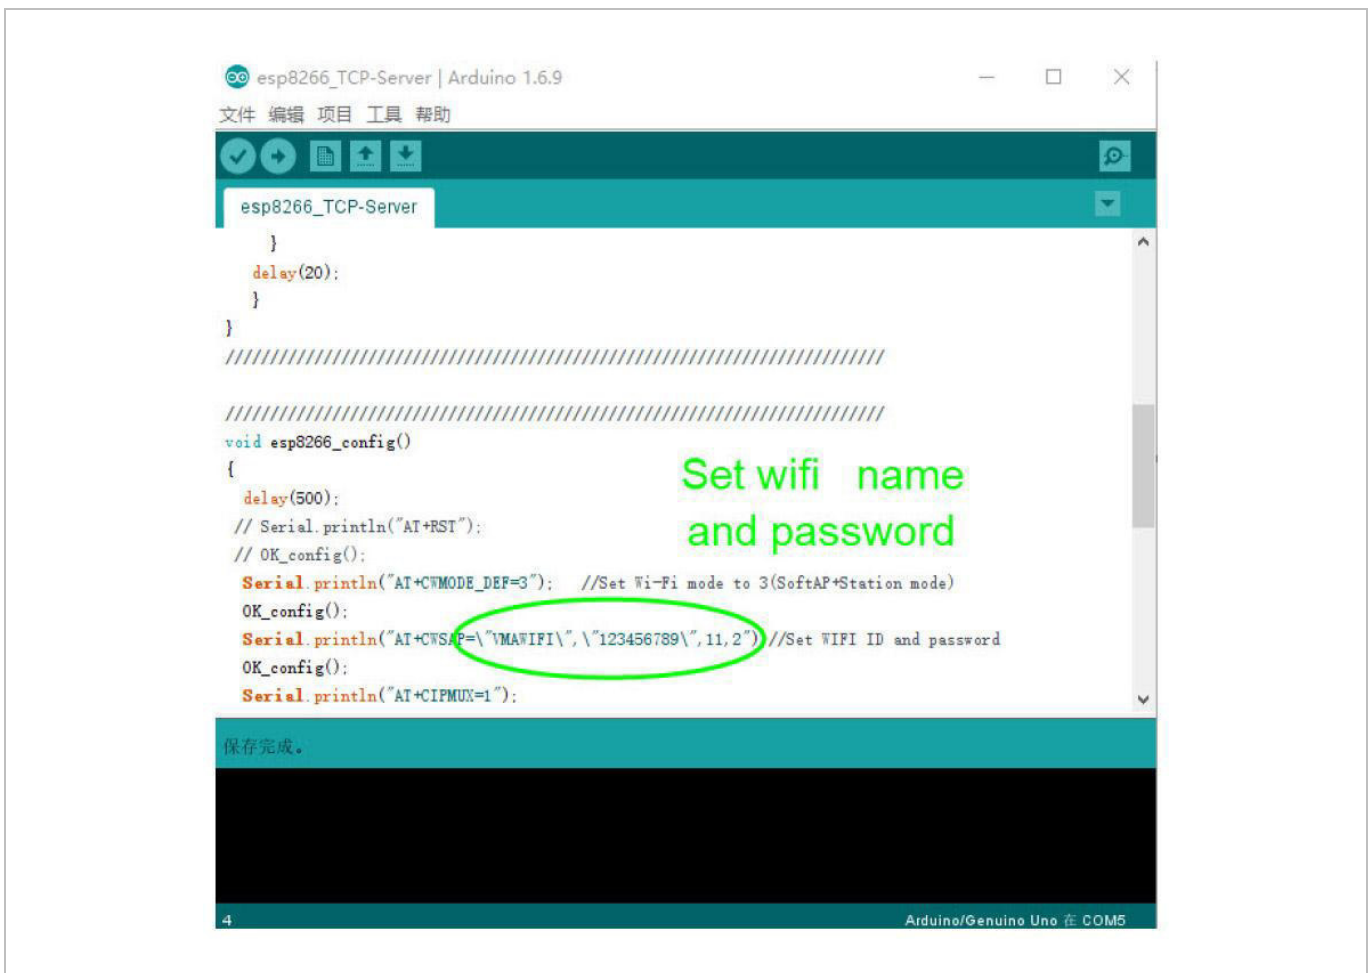 esp8266_TCP-Server | Arduino 1.6.9
文件 编辑 项目 工具 帮助
esp8266_TCP-Server
}
delay(20);
}
}
//////////////////////////////////////////////////////////////////////////
//////////////////////////////////////////////////////////////////////////
void esp8266_config()
{
Set wifi name
delay(500);
// Serial.println("AT+RST");
and password
// OK_config();
Serial.println("AT+CWMODE_DEF=3"); //Set Wi-Fi mode to 3(SoftAP+Station mode)
OK_config();
Serial.println("AT+CWSAP=\"VMAWIFI\",\"123456789\",11,2") //Set WIFI ID and password
OK_config();
Serial.println("AT+CIPMUX=1");
保存完成。
4
Arduino/Genuino Uno 在 COM5